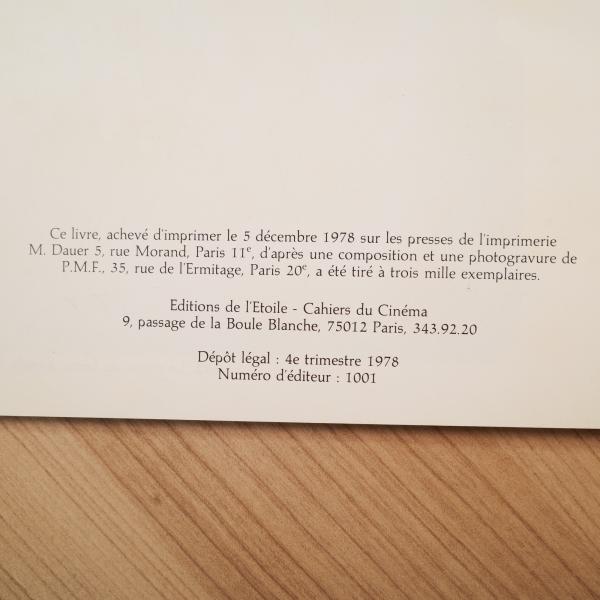 Ce livre, achevé d'imprimer le 5 décembre 1978 sur les presses de l'imprimerie
M. Dauer 5, rue Morand, Paris 11e, d'après une composition et une photogravure de
P.M.F., 35, rue de l'Ermitage, Paris 20e, a été tiré à trois mille exemplaires.
Editions de l'Etoile - Cahiers du Cinéma
9, passage de la Boule Blanche, 75012 Paris, 343.92.20
Dépôt légal : 4e trimestre 1978
Numéro d'éditeur : 1001